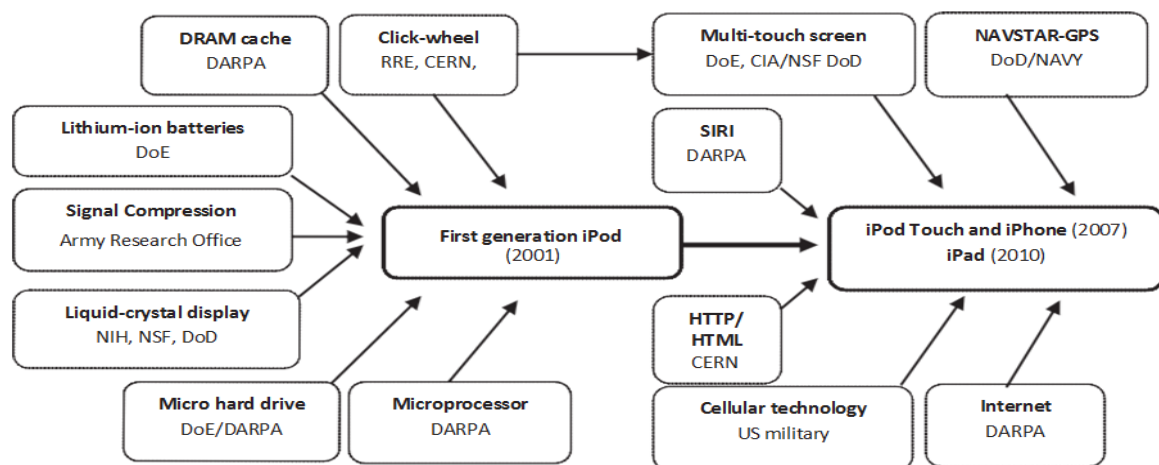 DRAM cache
DARPA
Click-wheel
RRE, CERN,
Multi-touch screen
DoE, CIA/NSF DoD
NAVSTAR-GPS
DoD/NAVY
Lithium-ion batteries
DoE
SIRI
DARPA
Signal Compression
Army Research Office
First generation iPod
(2001)
iPod Touch and iPhone (2007)
iPad (2010)
Liquid-crystal display
NIH, NSF, DoD
HTTP/
HTML
CERN
Micro hard drive
DoE/DARPA
Microprocessor
DARPA
Cellular technology
US military
Internet
DARPA